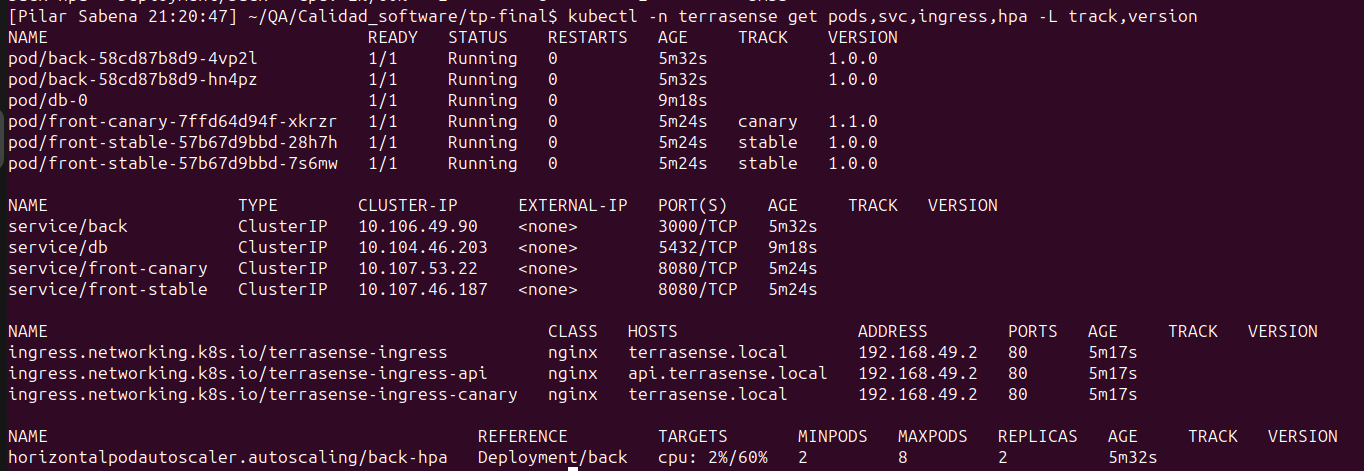 [Pilar Sabena 21:20:47] ~/QA/Calidad_software/tp-final$ kubectl -n terrasense get pods,svc,ingress,hpa -L track,version
NAME READY STATUS RESTARTS AGE TRACK VERSION
pod/back-58cd87b8d9-4vp2l 1/1 Running 0 5m32s 1.0.0
pod/back-58cd87b8d9-hn4pz 1/1 Running 0 5m32s 1.0.0
pod/db-0 1/1 Running 0 9m18s
pod/front-canary-7ffd64d94f-xkrzr 1/1 Running 0 5m24s canary 1.1.0
pod/front-stable-57b67d9bbd-28h7h 1/1 Running 0 5m24s stable 1.0.0
pod/front-stable-57b67d9bbd-7s6mw 1/1 Running 0 5m24s stable 1.0.0
NAME TYPE CLUSTER-IP EXTERNAL-IP PORT(S) AGE TRACK VERSION
service/back ClusterIP 10.106.49.90 <none> 3000/TCP 5m32s
service/db ClusterIP 10.104.46.203 <none> 5432/TCP 9m18s
service/front-canary ClusterIP 10.107.53.22 <none> 8080/TCP 5m24s
service/front-stable ClusterIP 10.107.46.187 <none> 8080/TCP 5m24s
NAME CLASS HOSTS ADDRESS PORTS AGE TRACK VERSION
ingress.networking.k8s.io/terrasense-ingress nginx terrasense.local 192.168.49.2 80 5m17s
ingress.networking.k8s.io/terrasense-ingress-api nginx api.terrasense.local 192.168.49.2 80 5m17s
ingress.networking.k8s.io/terrasense-ingress-canary nginx terrasense.local 192.168.49.2 80 5m17s
NAME REFERENCE TARGETS MINPODS MAXPODS REPLICAS AGE TRACK VERSION
horizontalpodautoscaler.autoscaling/back-hpa Deployment/back cpu: 2%/60% 2 8 2 5m32s